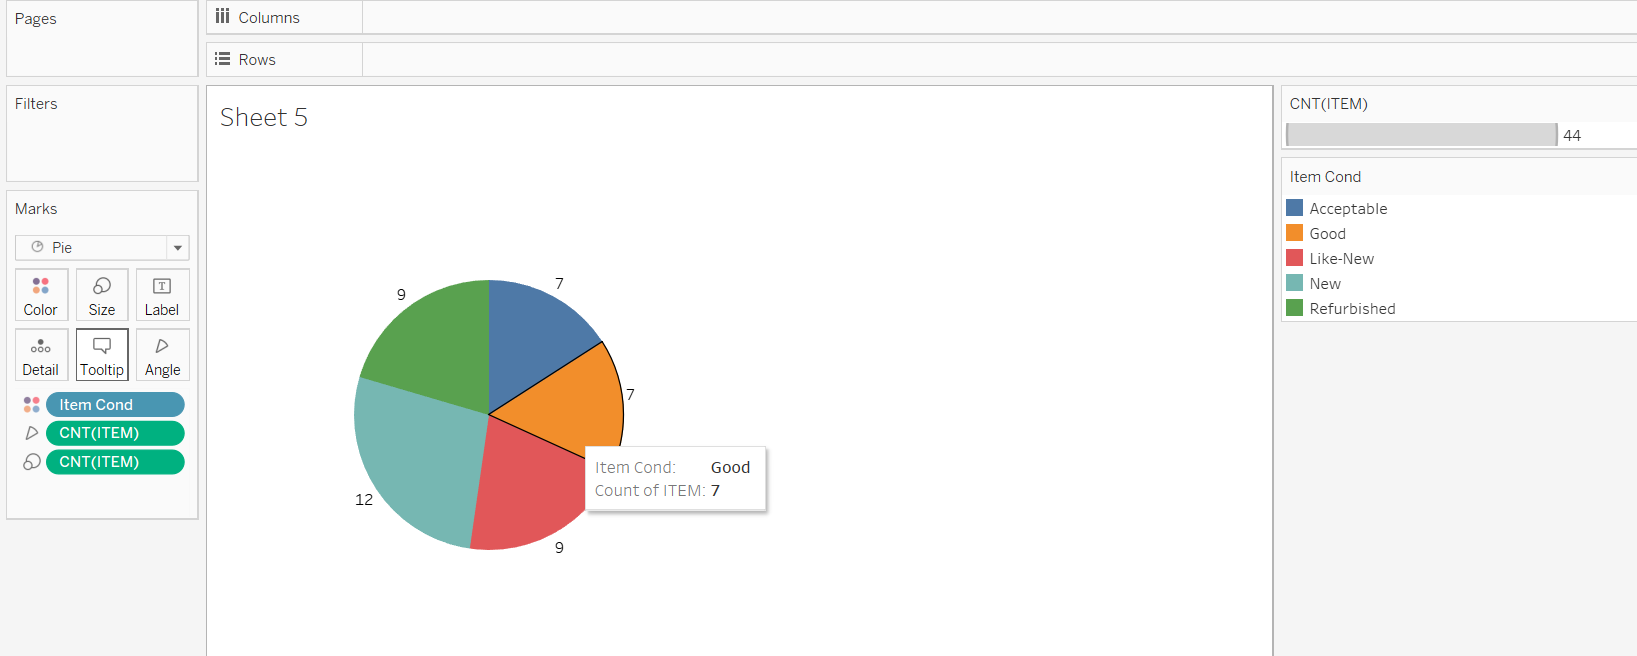 Pages
Columns
Rows
Filters
Marks
Pie
Color
Size
Label
Detail
Tooltip
Angle
Item Cond
CNT(ITEM)
CNT(ITEM)
Sheet 5
7
9
7
12
9
Item Cond: Good
Count of ITEM: 7
CNT(ITEM)
44
Item Cond
Acceptable
Good
Like-New
New
Refurbished